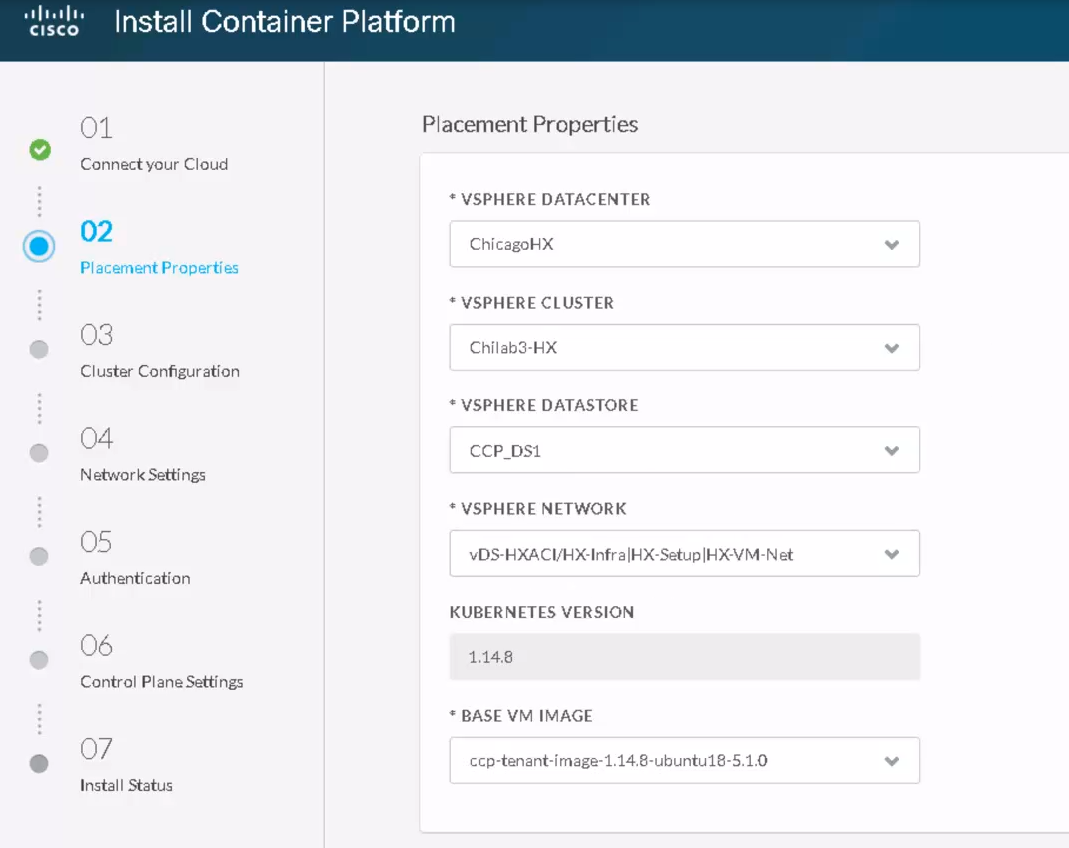 cisco
Install Container Platform
01
Connect your Cloud
02
Placement Properties
03
Cluster Configuration
04
Network Settings
05
Authentication
06
Control Plane Settings
07
Install Status
Placement Properties
* VSPHERE DATACENTER
ChicagoHX
* VSPHERE CLUSTER
Chilab3-HX
* VSPHERE DATASTORE
CCP_DS1
* VSPHERE NETWORK
vDS-HXACI/HX-Infra|HX-Setup|HX-VM-Net
KUBERNETES VERSION
1.14.8
* BASE VM IMAGE
ccp-tenant-image-1.14.8-ubuntu18-5.1.0